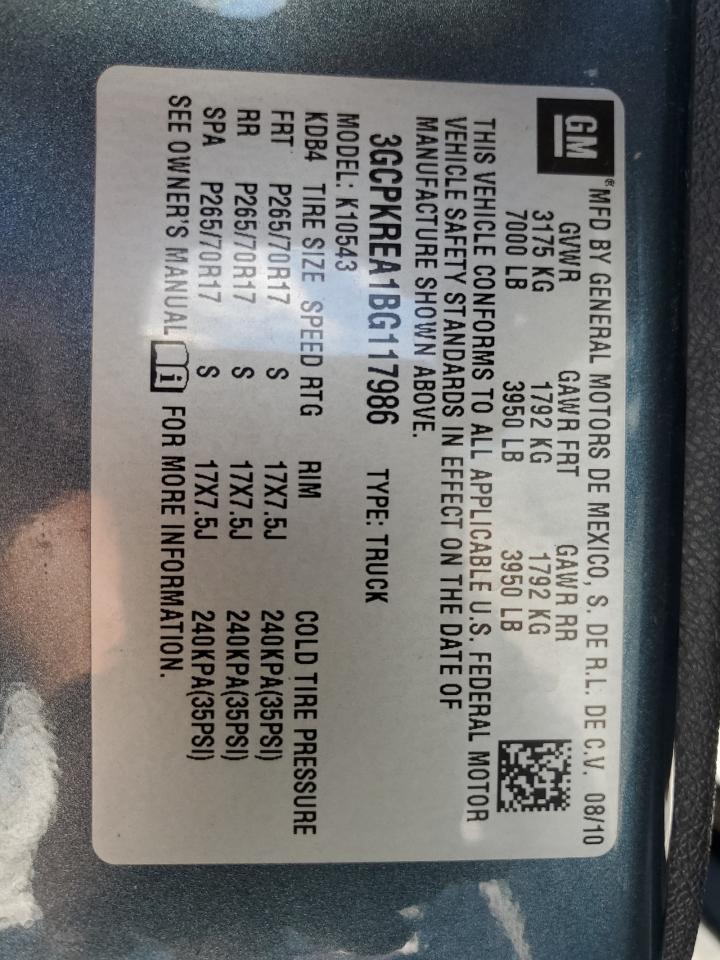 GM® MFD BY GENERAL MOTORS DE MEXICO, S. DE R.L. DE C.V. 08/10
GVWR GAWR FRT GAWR RR
3175 KG 1792 KG 1792 KG
7000 LB 3950 LB 3950 LB
THIS VEHICLE CONFORMS TO ALL APPLICABLE U.S. FEDERAL MOTOR
VEHICLE SAFETY STANDARDS IN EFFECT ON THE DATE OF
MANUFACTURE SHOWN ABOVE.
3GCPKREA1BG117986 TYPE: TRUCK
MODEL: K10543
KDB4 TIRE SIZE SPEED RTG RIM COLD TIRE PRESSURE
FRT P265/70R17 S 17X7.5J 240KPA(35PSI)
RR P265/70R17 S 17X7.5J 240KPA(35PSI)
SPA P265/70R17 S 17X7.5J 240KPA(35PSI)
SEE OWNER'S MANUAL FOR MORE INFORMATION.